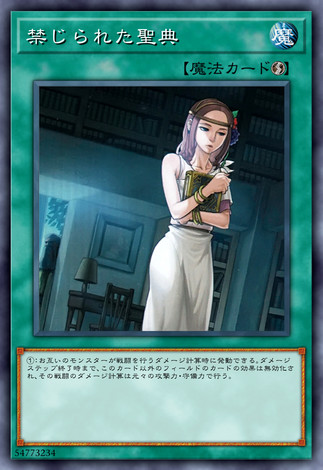 禁じられた聖典
魔
【魔法カード】
①:お互いのモンスターが戦闘を行うダメージ計算時に発動できる。ダメージ
ステップ終了時まで、このカード以外のフィールドのカードの効果は無効化さ
れ、その戦闘のダメージ計算は元々の攻撃力・守備力で行う。
54773234